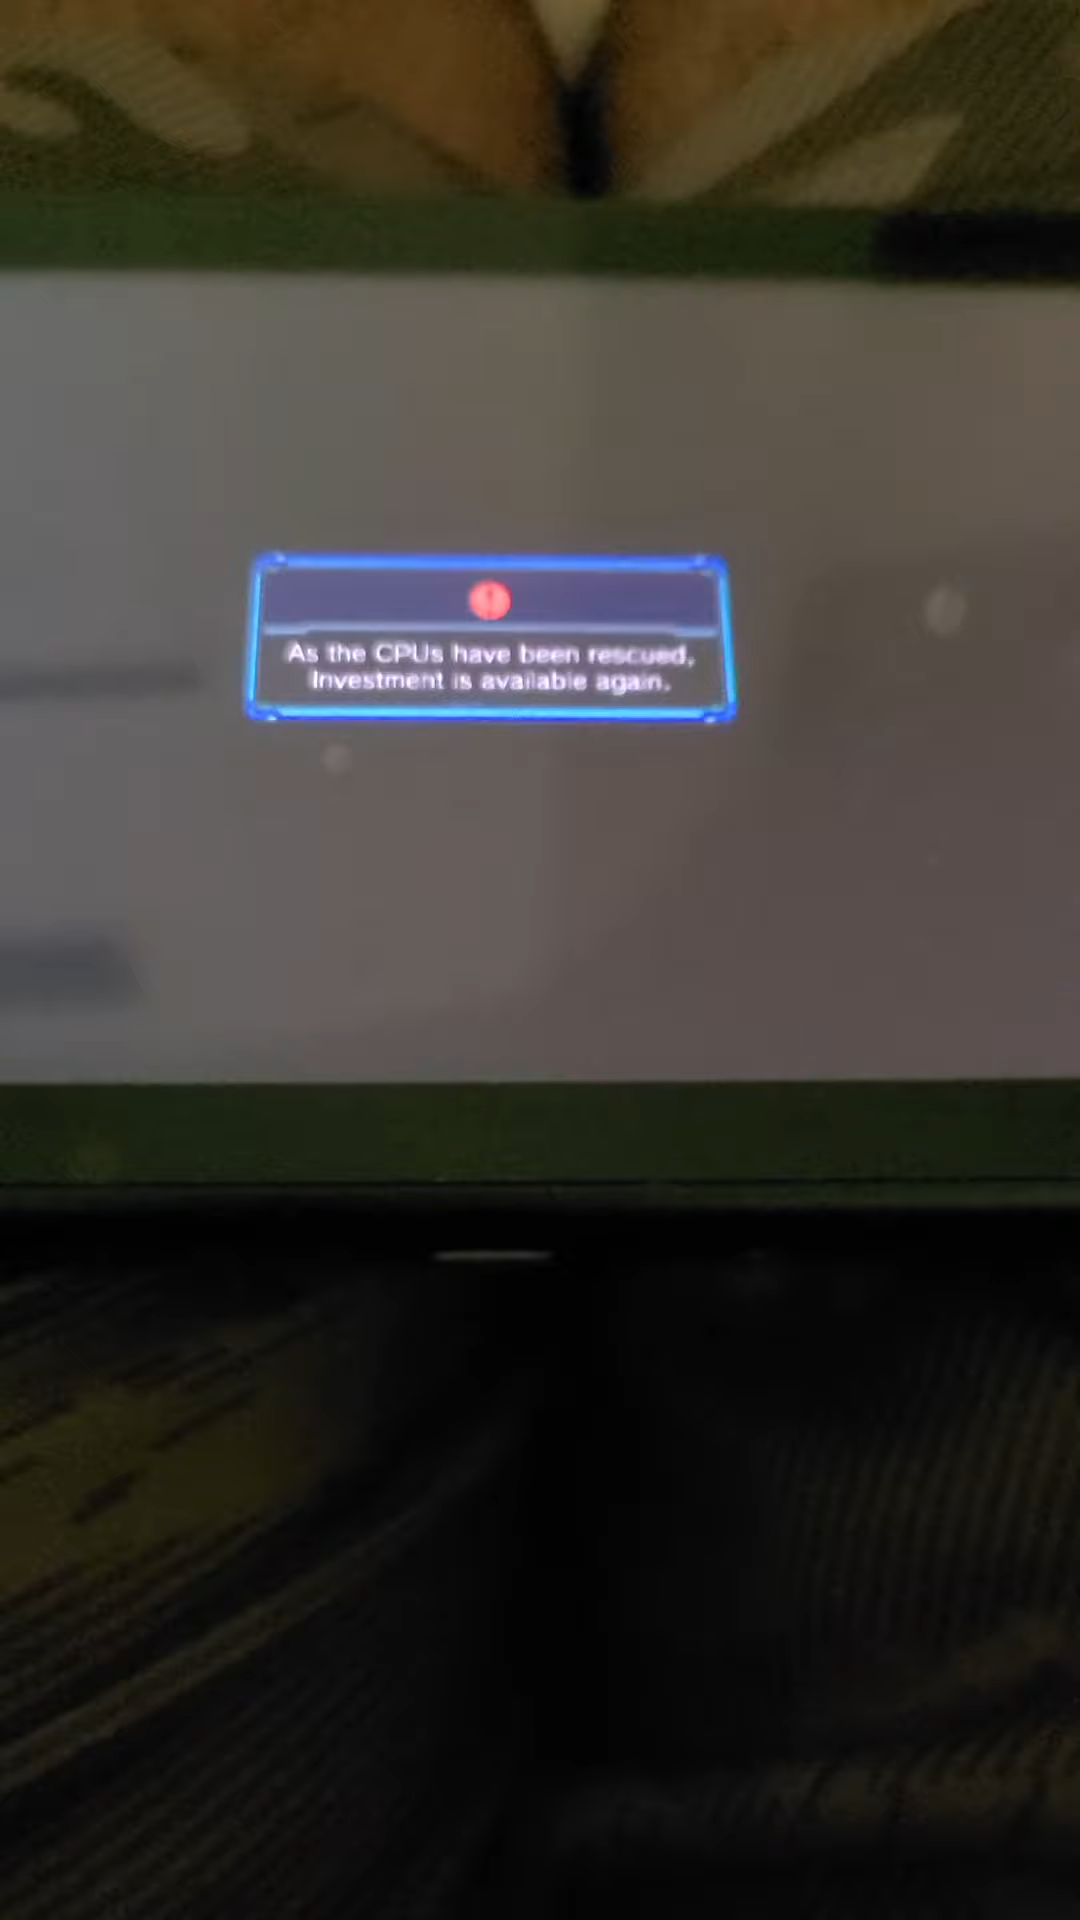 As the CPUs have been rescued,
Investment is available again.